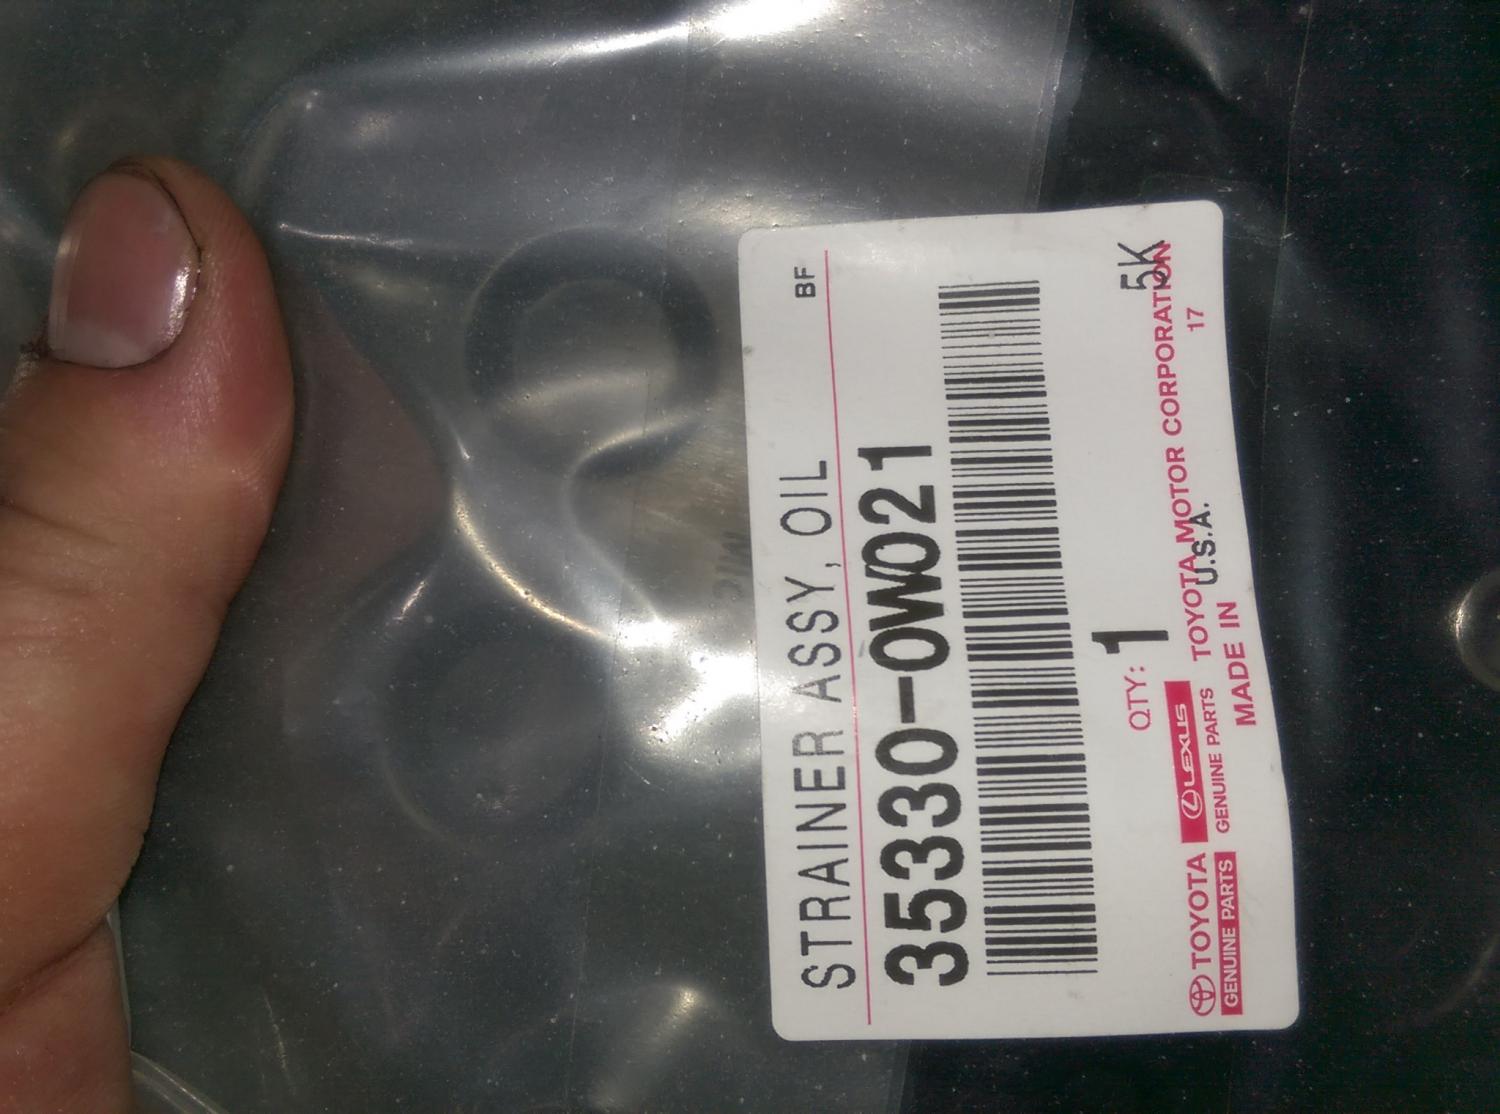 BF
STRAINER ASSY, OIL
35330-0W021
5K
QTY: 1
17
TOYOTA LEXUS TOYOTA MOTOR CORPORATION
U.S.A.
GENUINE PARTS GENUINE PARTS MADE IN